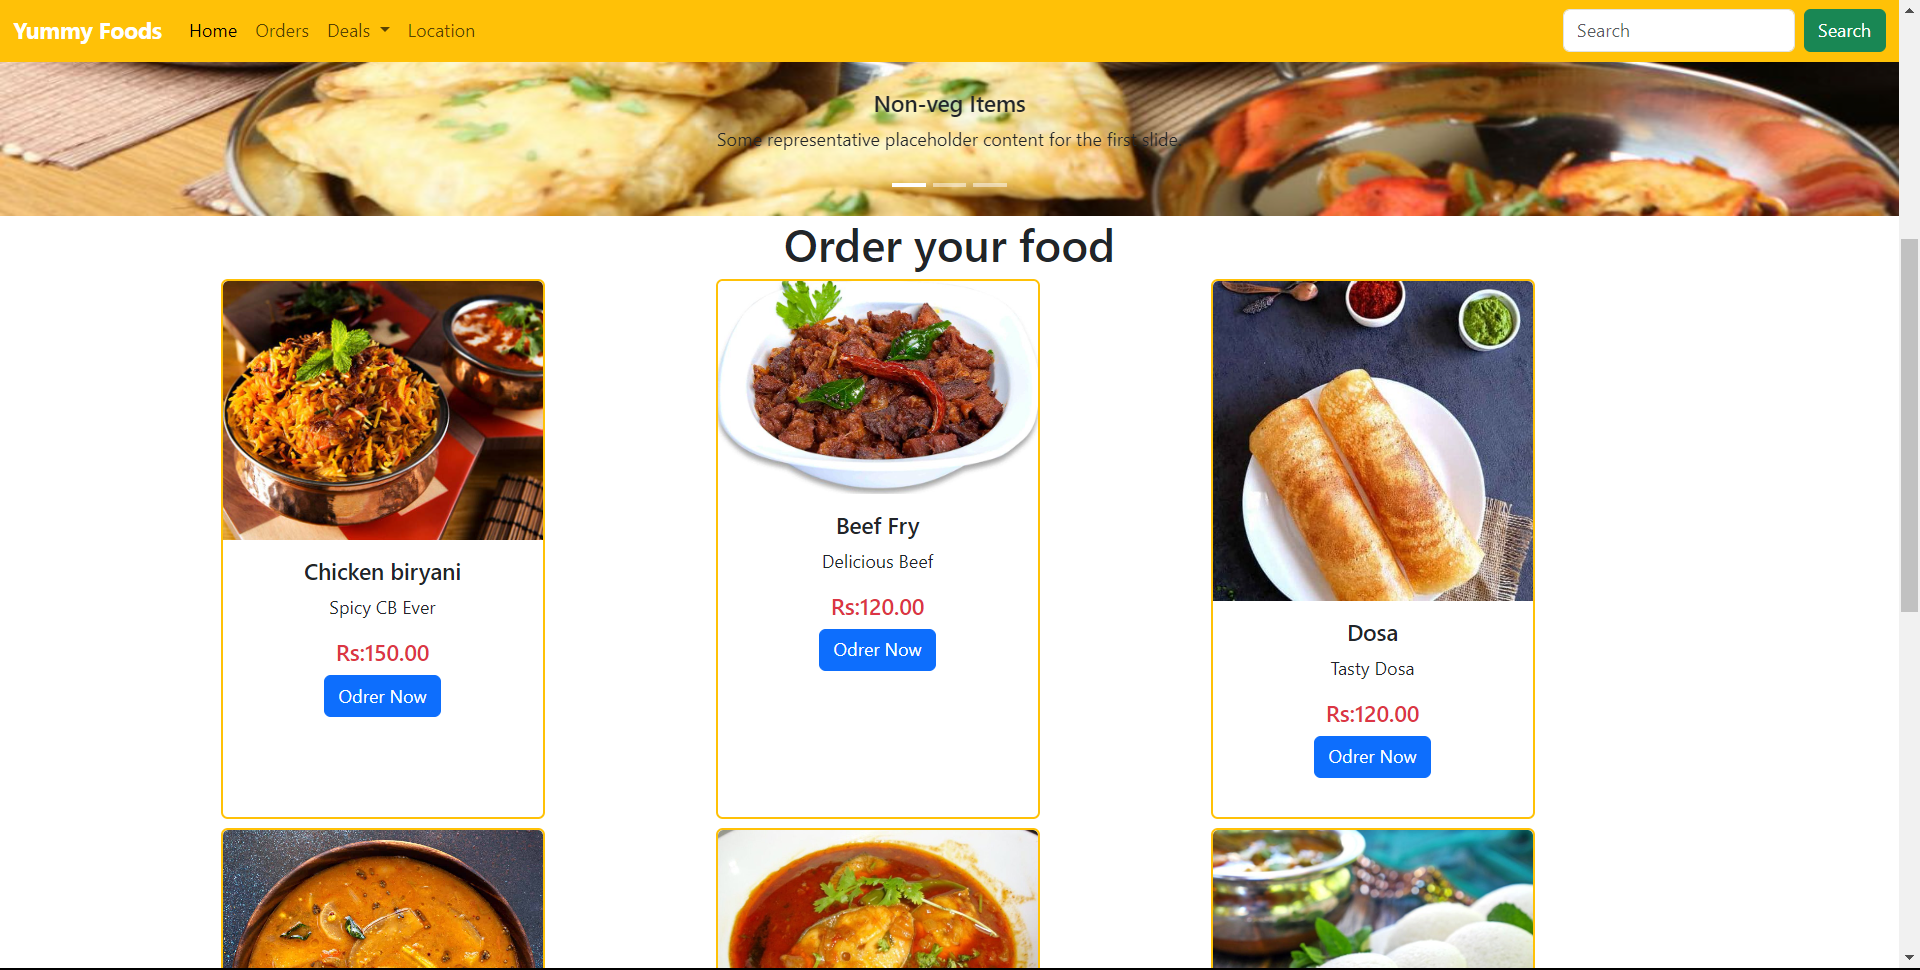 Yummy Foods Home Orders Deals Location Search Search
Non-veg Items
Some representative placeholder content for the first slide.
Order your food
Chicken biryani
Spicy CB Ever
Rs:150.00
Odrer Now
Beef Fry
Delicious Beef
Rs:120.00
Odrer Now
Dosa
Tasty Dosa
Rs:120.00
Odrer Now